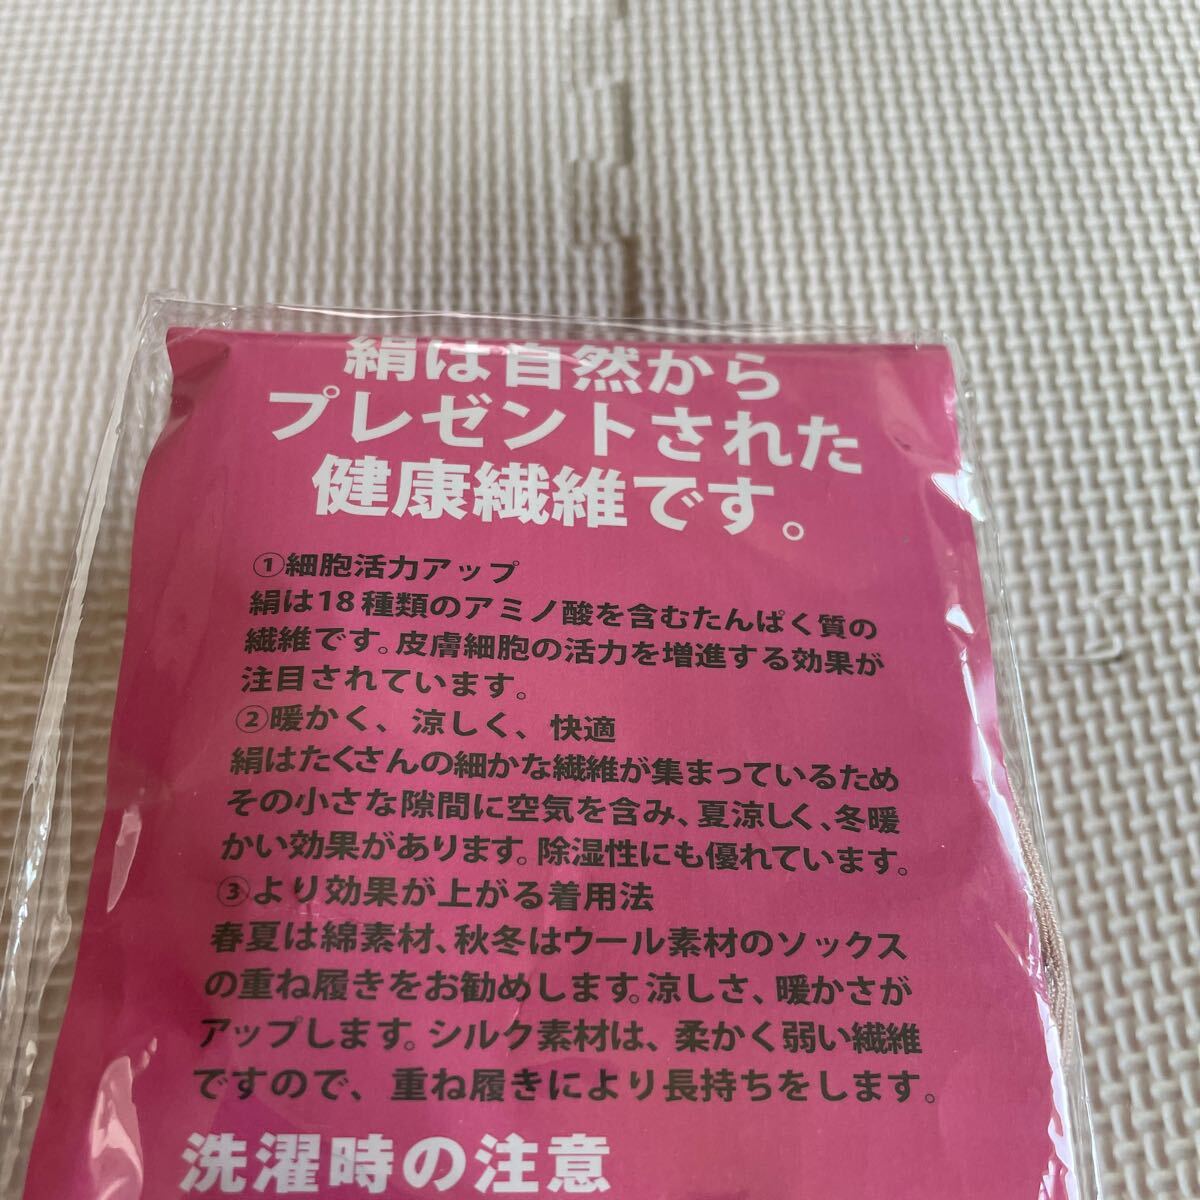 絹は自然から
プレゼントされた
健康繊維です。
①細胞活力アップ
絹は18種類のアミノ酸を含むたんぱく質の
繊維です。皮膚細胞の活力を増進する効果が
注目されています。
②暖かく、涼しく、快適
絹はたくさんの細かな繊維が集まっているため
その小さな隙間に空気を含み、夏涼しく、冬暖
かい効果があります。除湿性にも優れています。
③より効果が上がる着用法
春夏は綿素材、秋冬はウール素材のソックス
の重ね履きをお勧めします。涼しさ、暖かさが
アップします。シルク素材は、柔かく弱い繊維
ですので、重ね履きにより長持ちをします。
洗濯時の注意